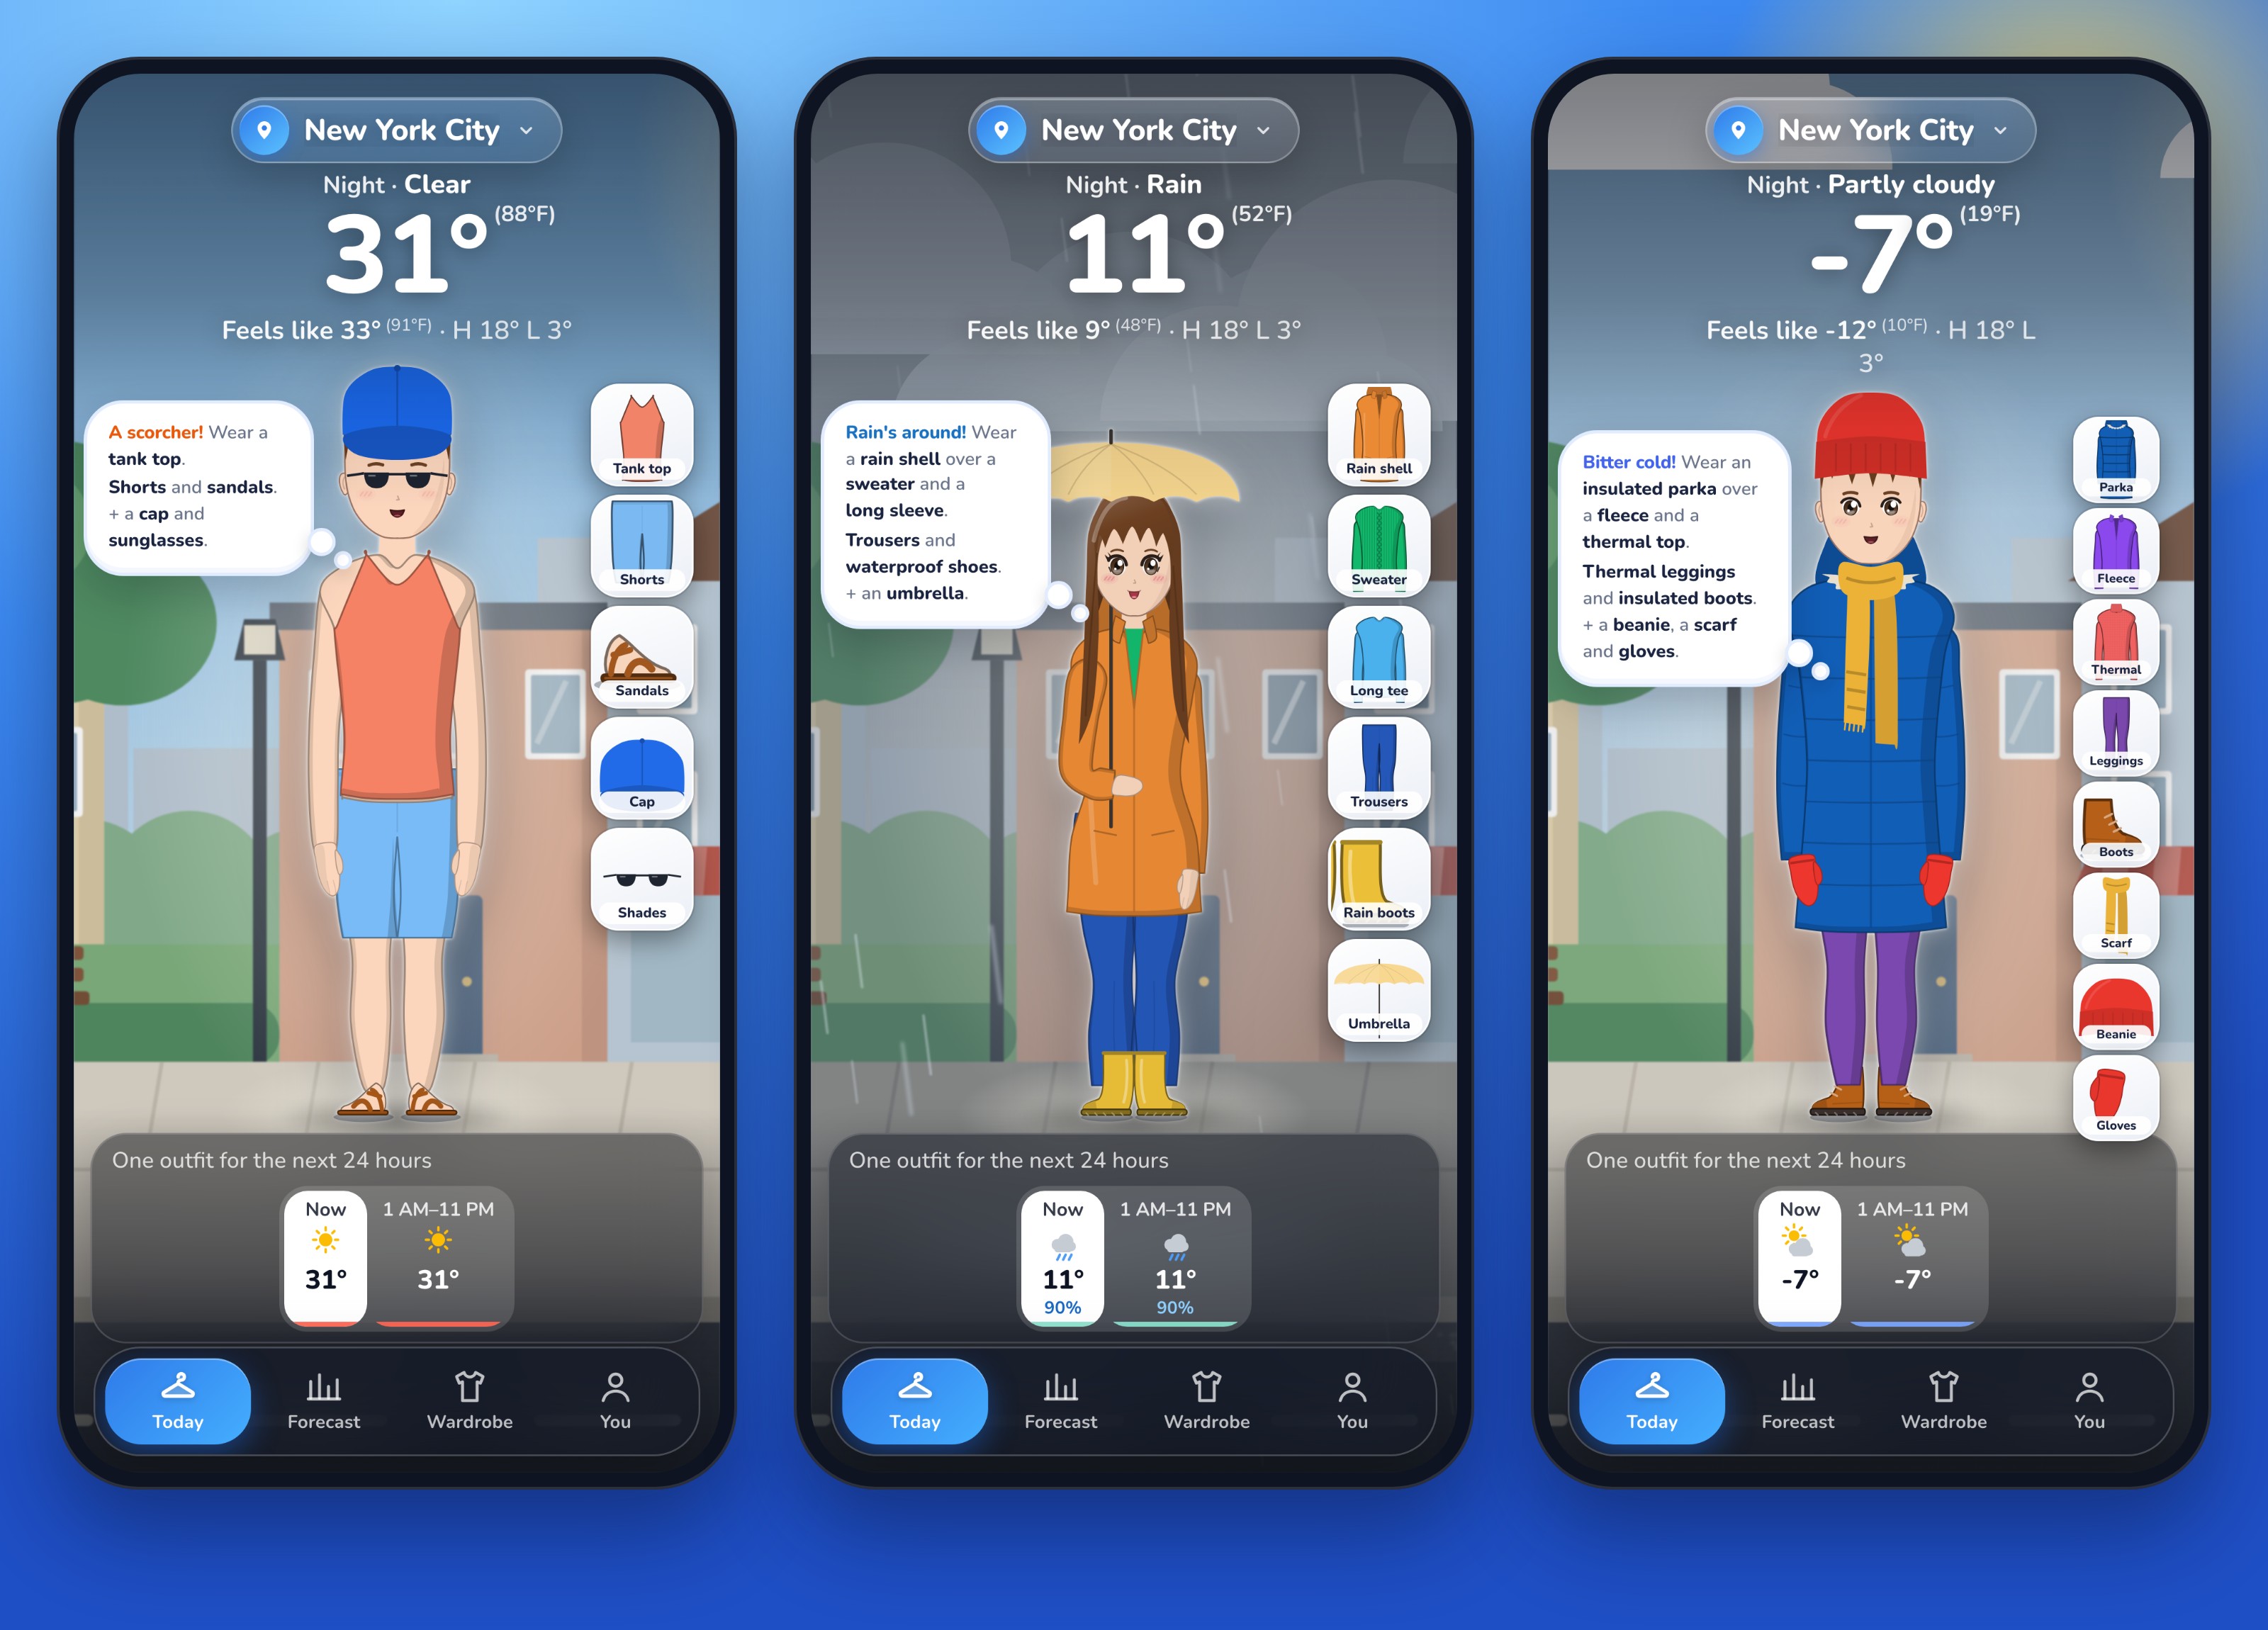 New York City
Night · Clear
31° (88°F)
Feels like 33° (91°F) · H 18° L 3°
A scorcher! Wear a
tank top.
Shorts and sandals.
+ a cap and
sunglasses.
Tank top
Shorts
Sandals
Cap
Shades
One outfit for the next 24 hours
Now
31°
1 AM–11 PM
31°
Today
Forecast
Wardrobe
You
New York City
Night · Rain
11° (52°F)
Feels like 9° (48°F) · H 18° L 3°
Rain's around! Wear
a rain shell over a
sweater and a
long sleeve.
Trousers and
waterproof shoes.
+ an umbrella.
Rain shell
Sweater
Long tee
Trousers
Rain boots
Umbrella
One outfit for the next 24 hours
Now
11°
90%
1 AM–11 PM
11°
90%
Today
Forecast
Wardrobe
You
New York City
Night · Partly cloudy
-7° (19°F)
Feels like -12° (10°F) · H 18° L
3°
Bitter cold! Wear an
insulated parka over
a fleece and a
thermal top.
Thermal leggings
and insulated boots.
+ a beanie, a scarf
and gloves.
Parka
Fleece
Thermal
Leggings
Boots
Scarf
Beanie
Gloves
One outfit for the next 24 hours
Now
-7°
1 AM–11 PM
-7°
Today
Forecast
Wardrobe
You